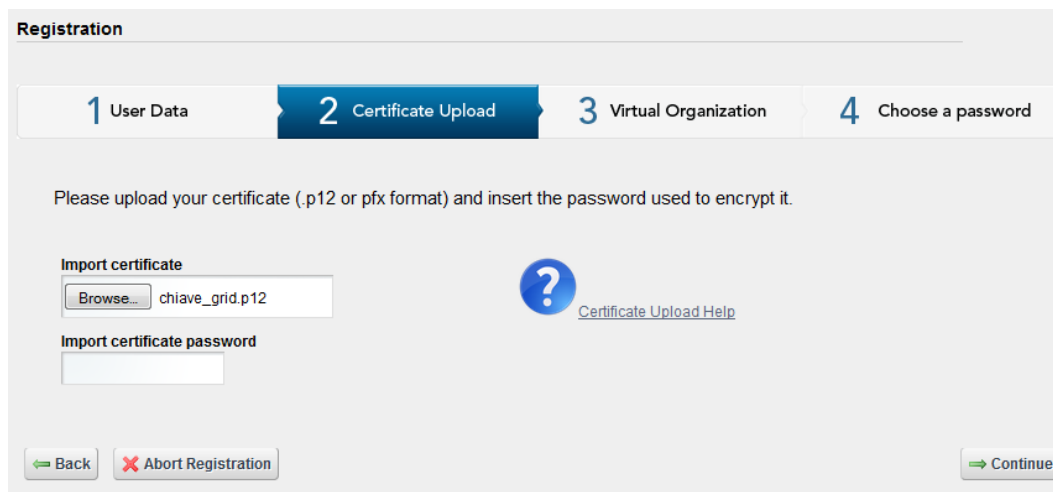 Registration
1 User Data
2 Certificate Upload
3 Virtual Organization
4 Choose a password
Please upload your certificate (.p12 or pfx format) and insert the password used to encrypt it.
Import certificate
Browse... chiave_grid.p12
?
Certificate Upload Help
Import certificate password
Back
Abort Registration
Continue